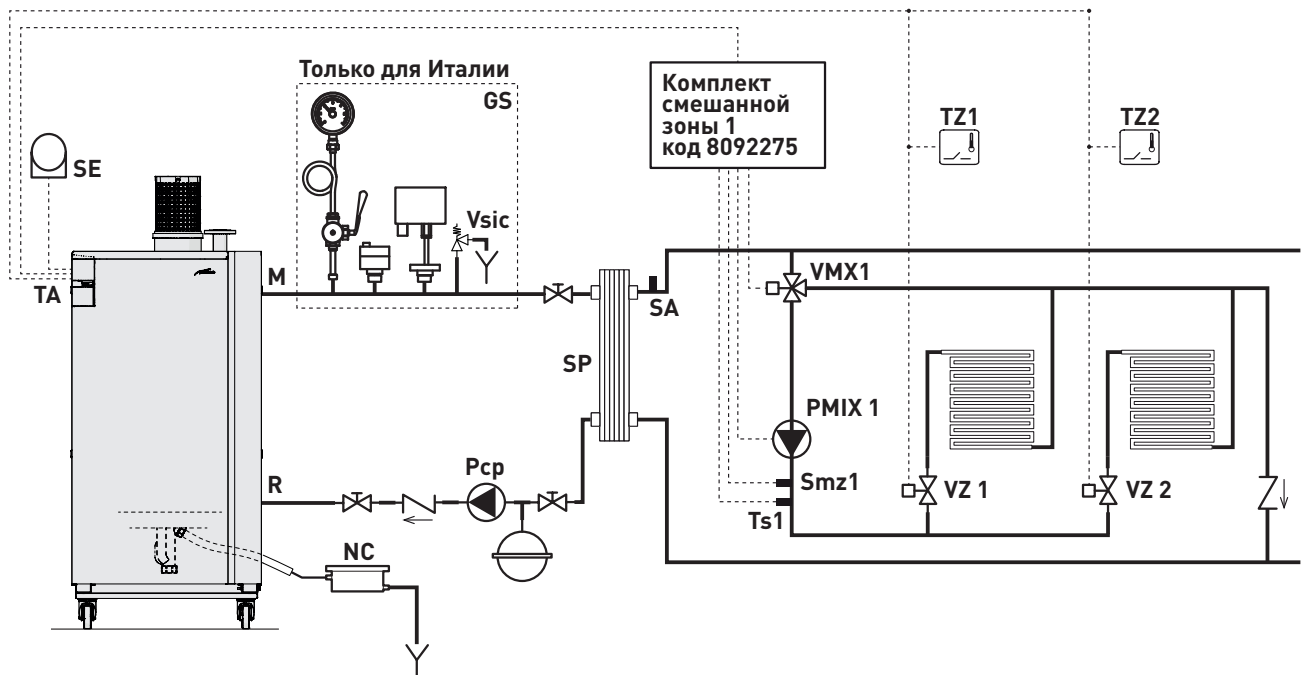 Только для Италии
GS
Комплект
смешанной
зоны 1
код 8092275
TZ1
TZ2
SE
Vsic
M
TA
SA
VMX1
SP
PMIX 1
Pcp
R
Smz1
Ts1
VZ 1
VZ 2
NC